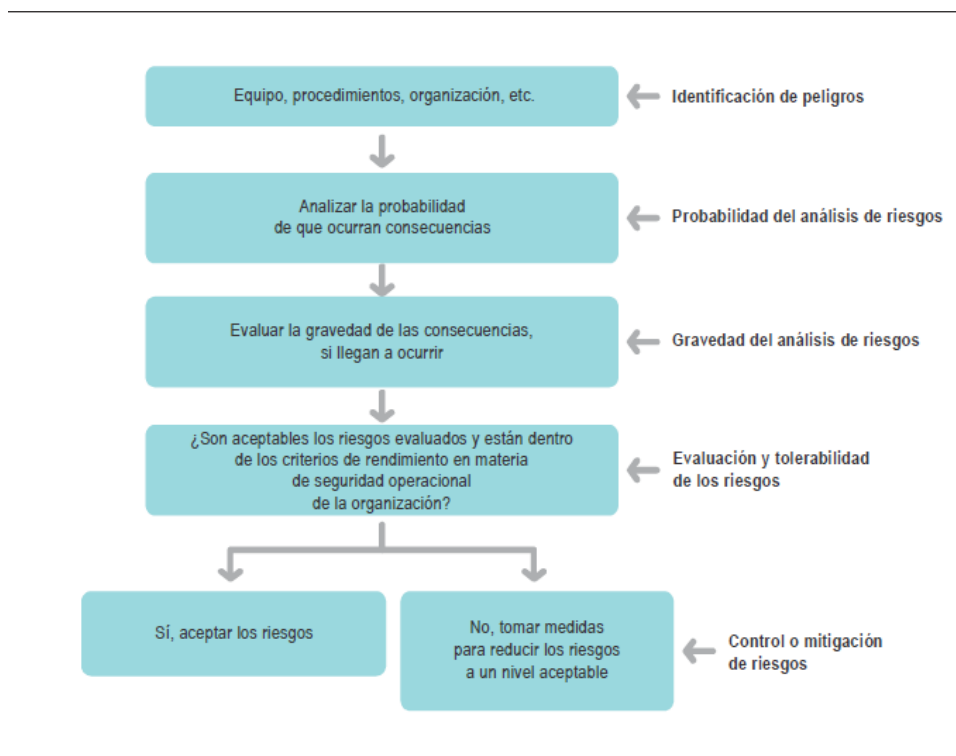 Equipo, procedimientos, organización, etc.
Identificación de peligros
Analizar la probabilidad
de que ocurran consecuencias
Probabilidad del análisis de riesgos
Evaluar la gravedad de las consecuencias,
si llegan a ocurrir
Gravedad del análisis de riesgos
¿Son aceptables los riesgos evaluados y están dentro
de los criterios de rendimiento en materia
de seguridad operacional
de la organización?
Evaluación y tolerabilidad
de los riesgos
Sí, aceptar los riesgos
No, tomar medidas
para reducir los riesgos
a un nivel aceptable
Control o mitigación
de riesgos